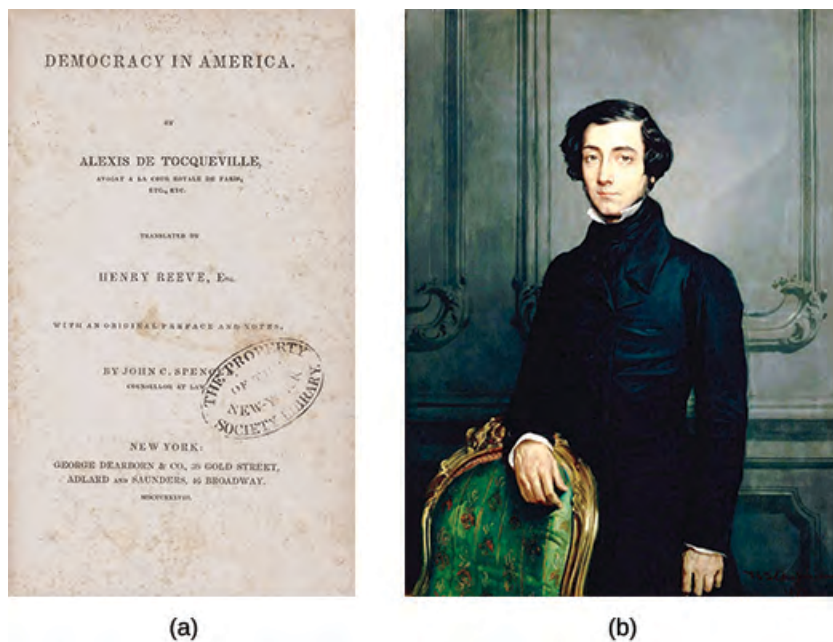 DEMOCRACY IN AMERICA.
BY
ALEXIS DE TOCQUEVILLE,
AVOCAT A LA COUR ROYALE DE PARIS,
ETC., ETC.
TRANSLATED BY
HENRY REEVE, Esq.
WITH AN ORIGINAL PREFACE AND NOTES,
BY JOHN C. SPENC
COUNSELLOR AT LAW
THE PROPERTY
OF THE
NEW-YORK
SOCIETY LIBRARY.
NEW YORK:
GEORGE DEARBORN & CO., 38 GOLD STREET,
ADLARD AND SAUNDERS, 46 BROADWAY.
MDCCCXXXVIII.
(a)
(b)